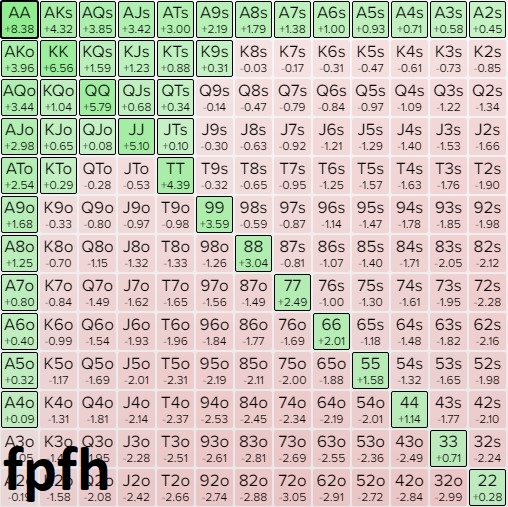 AA AKs AQs AJs ATs A9s A8s A7s A6s A5s A4s A3s A2s
+8.38 +4.32 +3.85 +3.42 +3.00 +2.19 +1.79 +1.38 +1.00 +0.93 +0.71 +0.58 +0.45
AKo KK KQs KJs KTs K9s K8s K7s K6s K5s K4s K3s K2s
+3.96 +6.56 +1.59 +1.23 +0.88 +0.31 -0.03 -0.17 -0.31 -0.47 -0.61 -0.73 -0.85
AQo KQo QQ QJs QTs Q9s Q8s Q7s Q6s Q5s Q4s Q3s Q2s
+3.44 +1.04 +5.79 +0.68 +0.34 -0.14 -0.47 -0.79 -0.84 -0.97 -1.09 -1.22 -1.34
AJo KJo QJo JJ JTs J9s J8s J7s J6s J5s J4s J3s J2s
+2.98 +0.65 +0.08 +5.10 +0.10 -0.30 -0.63 -0.92 -1.21 -1.29 -1.40 -1.53 -1.66
ATo KTo QTo JTo TT T9s T8s T7s T6s T5s T4s T3s T2s
+2.54 +0.29 -0.28 -0.53 +4.39 -0.32 -0.65 -0.95 -1.25 -1.57 -1.63 -1.76 -1.90
A9o K9o Q9o J9o T9o 99 98s 97s 96s 95s 94s 93s 92s
+1.68 -0.33 -0.80 -0.97 -0.98 +3.59 -0.59 -0.86 -1.14 -1.47 -1.78 -1.85 -1.98
A8o K8o Q8o J8o T8o 98o 88 87s 86s 85s 84s 83s 82s
+1.25 -0.70 -1.15 -1.32 -1.33 -1.26 +3.04 -0.81 -1.07 -1.40 -1.71 -2.05 -2.12
A7o K7o Q7o J7o T7o 97o 87o 77 76s 75s 74s 73s 72s
+0.80 -0.84 -1.49 -1.62 -1.65 -1.56 -1.49 +2.49 -1.00 -1.30 -1.61 -1.95 -2.28
A6o K6o Q6o J6o T6o 96o 86o 76o 66 65s 64s 63s 62s
+0.40 -0.99 -1.54 -1.93 -1.96 -1.84 -1.76 -1.69 +2.01 -1.18 -1.48 -1.82 -2.16
A5o K5o Q5o J5o T5o 95o 85o 75o 65o 55 54s 53s 52s
+0.32 -1.17 -1.69 -2.01 -2.31 -2.19 -2.11 -2.00 -1.88 +1.58 -1.32 -1.65 -1.98
A4o K4o Q4o J4o T4o 94o 84o 74o 64o 54o 44 43s 42s
+0.09 -1.31 -1.81 -2.14 -2.37 -2.53 -2.45 -2.34 -2.19 -2.01 +1.14 -1.77 -2.10
A3o K3o Q3o J3o T3o 93o 83o 73o 63o 53o 43o 33 32s
-2.28 -2.51 -2.61 -2.81 -2.69 -2.55 -2.36 -2.49 +0.71 -2.24
fpfh
J2o T2o 92o 82o 72o 62o 52o 42o 32o 22
-2.08 -2.42 -2.66 -2.74 -2.88 -3.05 -2.91 -2.72 -2.84 -2.99 +0.28